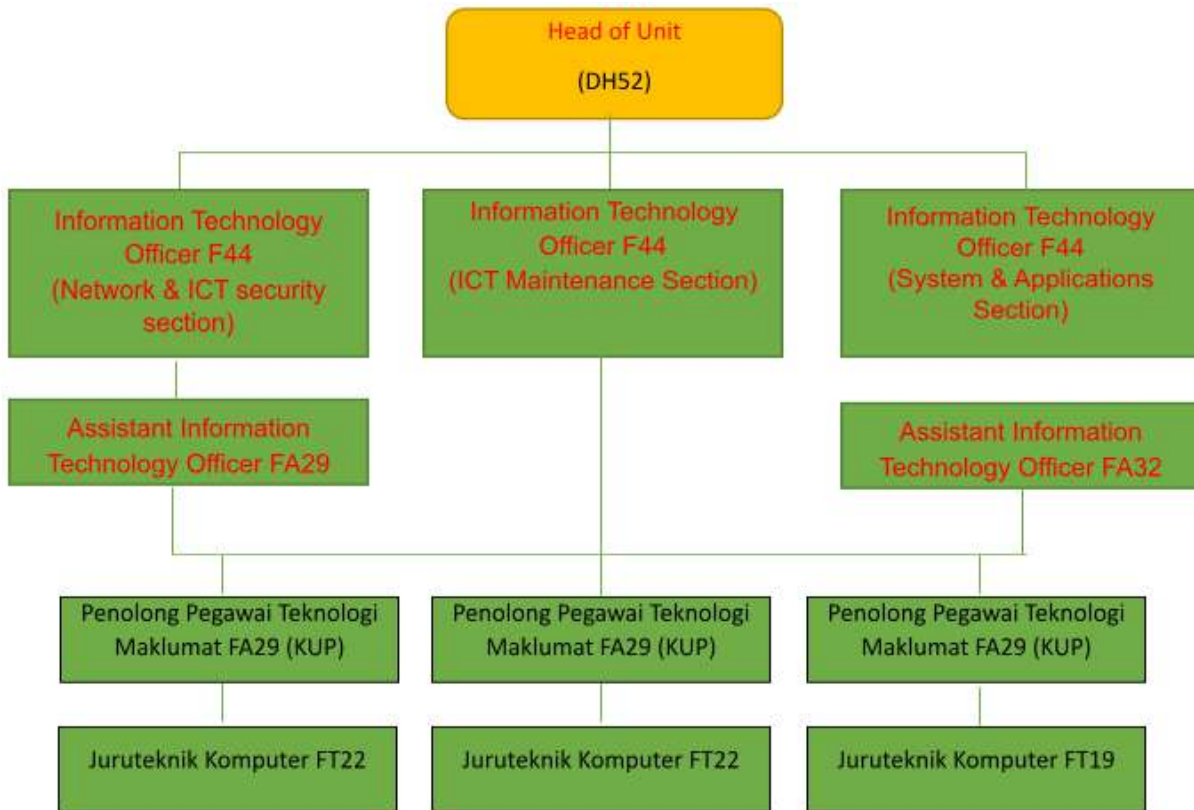 Head of Unit
(DH52)
Information Technology
Officer F44
(Network & ICT security
section)
Information Technology
Officer F44
(ICT Maintenance Section)
Information Technology
Officer F44
(System & Applications
Section)
Assistant Information
Technology Officer FA29
Assistant Information
Technology Officer FA32
Penolong Pegawai Teknologi
Maklumat FA29 (KUP)
Penolong Pegawai Teknologi
Maklumat FA29 (KUP)
Penolong Pegawai Teknologi
Maklumat FA29 (KUP)
Juruteknik Komputer FT22
Juruteknik Komputer FT22
Juruteknik Komputer FT19